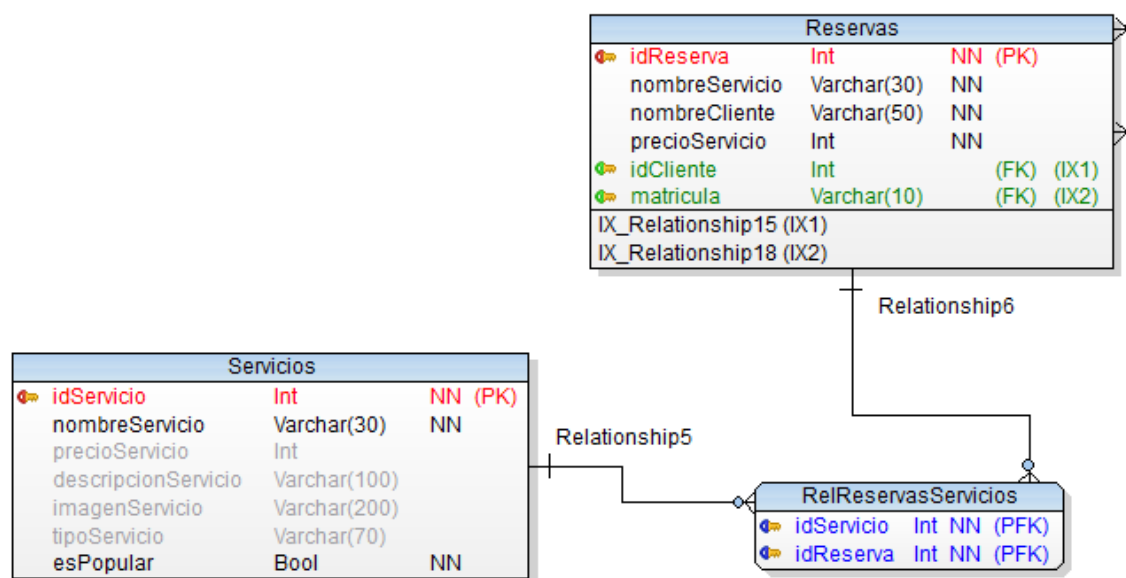 Reservas
idReserva Int NN (PK)
nombreServicio Varchar(30) NN
nombreCliente Varchar(50) NN
precioServicio Int NN
idCliente Int (FK) (IX1)
matricula Varchar(10) (FK) (IX2)
IX_Relationship15 (IX1)
IX_Relationship18 (IX2)
Relationship6
Servicios
idServicio Int NN (PK)
nombreServicio Varchar(30) NN
precioServicio Int
descripcionServicio Varchar(100)
imagenServicio Varchar(200)
tipoServicio Varchar(70)
esPopular Bool NN
Relationship5
RelReservasServicios
idServicio Int NN (PFK)
idReserva Int NN (PFK)